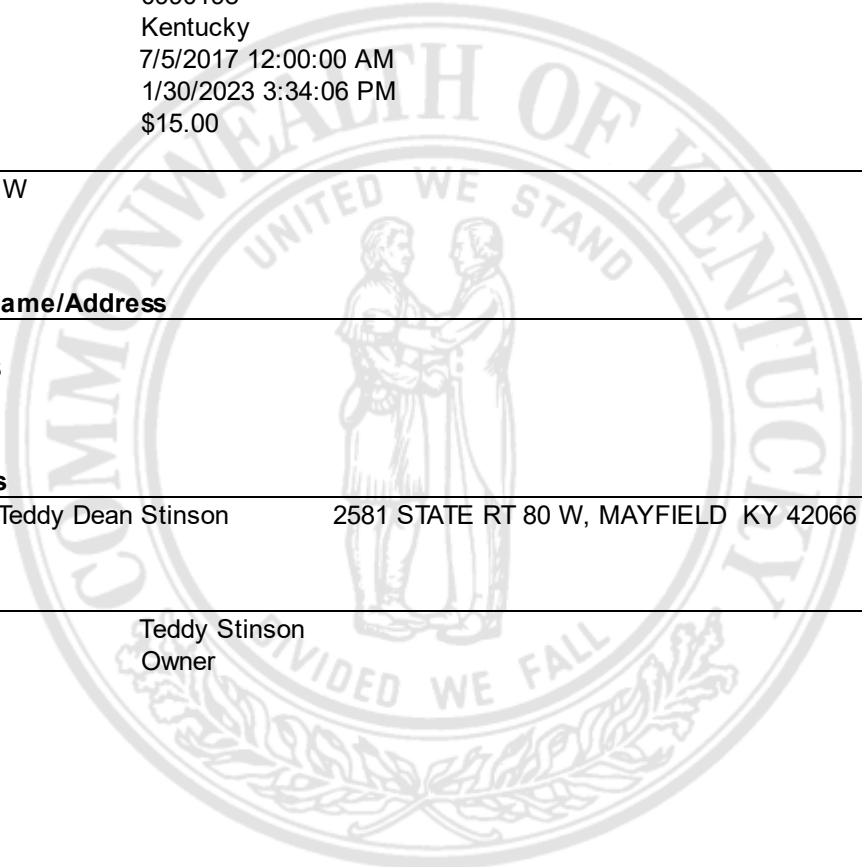 Kentucky
7/5/2017 12:00:00 AM
1/30/2023 3:34:06 PM
$15.00
W
ame/Address
s
Teddy Dean Stinson 2581 STATE RT 80 W, MAYFIELD KY 42066
Teddy Stinson
Owner
COMMONWEALTH OF KENTUCKY
UNITED WE STAND
DIVIDED WE FALL